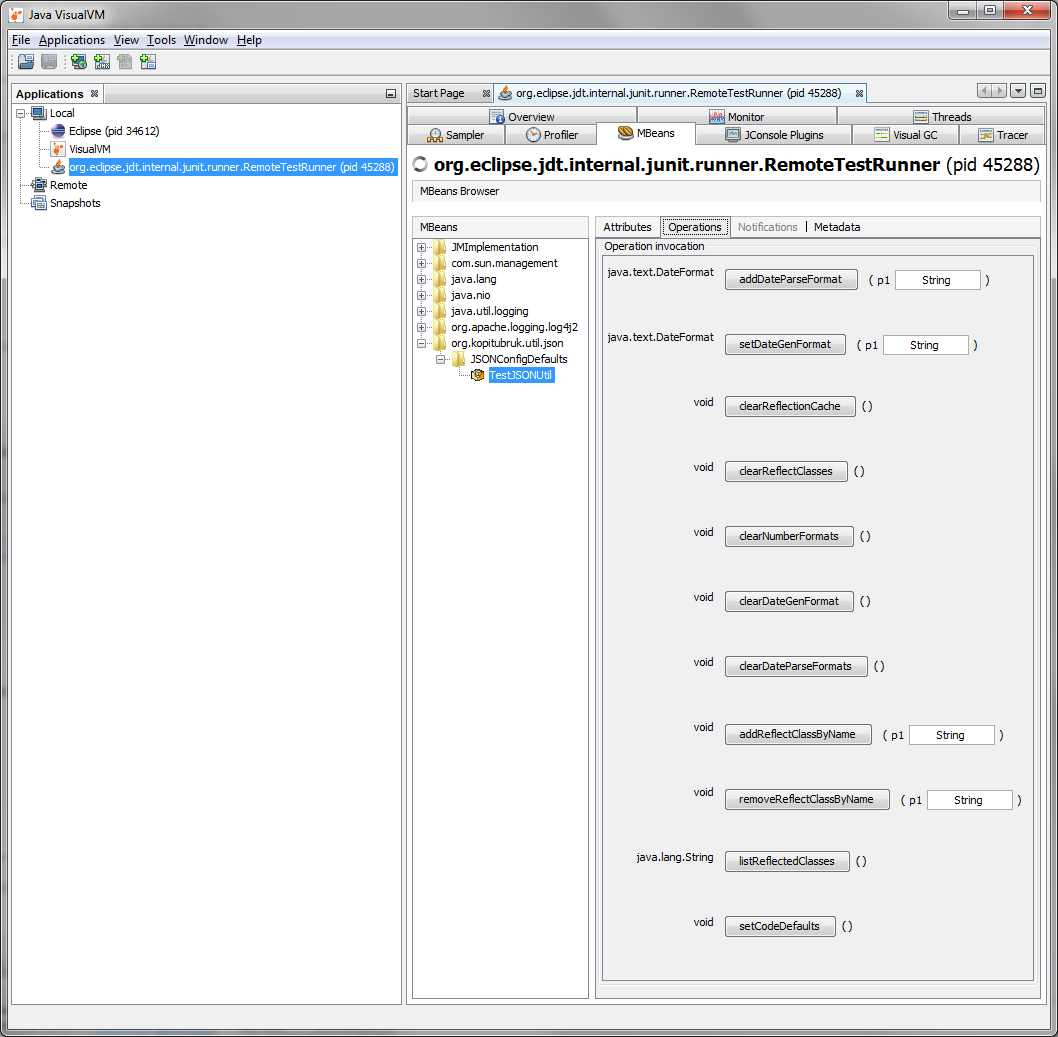 Java VisualVM
File Applications View Tools Window Help
Applications
Local
Eclipse (pid 34612)
VisualVM
org.eclipse.jdt.internal.junit.runner.RemoteTestRunner (pid 45288)
Remote
Snapshots
Start Page org.eclipse.jdt.internal.junit.runner.RemoteTestRunner (pid 45288)
Overview Monitor Threads
Sampler Profiler MBeans JConsole Plugins Visual GC Tracer
org.eclipse.jdt.internal.junit.runner.RemoteTestRunner (pid 45288)
MBeans Browser
MBeans
JMImplementation
com.sun.management
java.lang
java.nio
java.util.logging
org.apache.logging.log4j2
org.kopitubruk.util.json
JSONConfigDefaults
TestJSONUtil
Attributes Operations Notifications Metadata
Operation invocation
java.text.DateFormat addDateParseFormat ( p1 String )
java.text.DateFormat setDateGenFormat ( p1 String )
void clearReflectionCache ()
void clearReflectClasses ()
void clearNumberFormats ()
void clearDateGenFormat ()
void clearDateParseFormats ()
void addReflectClassByName ( p1 String )
void removeReflectClassByName ( p1 String )
java.lang.String listReflectedClasses ()
void setCodeDefaults ()